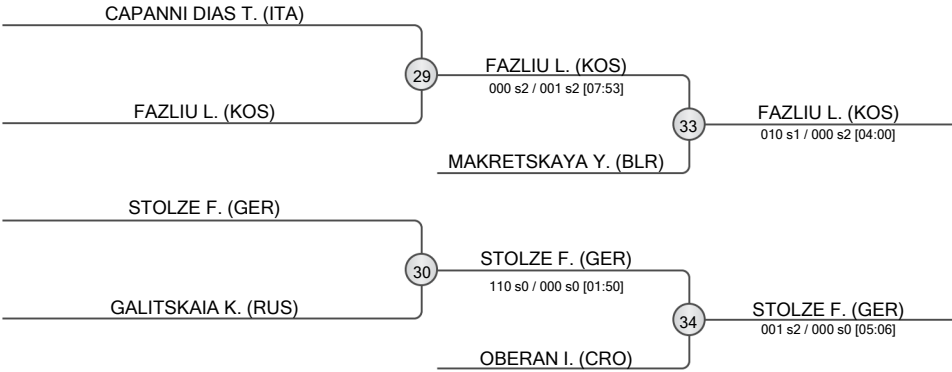 CAPANNI DIAS T. (ITA)
29
FAZLIU L. (KOS)
000 s2 / 001 s2 [07:53]
FAZLIU L. (KOS)
33
FAZLIU L. (KOS)
010 s1 / 000 s2 [04:00]
MAKRETSKAYA Y. (BLR)
STOLZE F. (GER)
30
STOLZE F. (GER)
110 s0 / 000 s0 [01:50]
GALITSKAIA K. (RUS)
34
STOLZE F. (GER)
001 s2 / 000 s0 [05:06]
OBERAN I. (CRO)